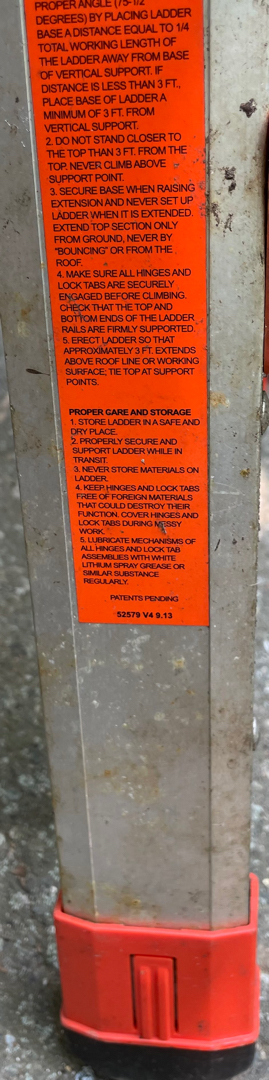 PROPER ANGLE (75-1/2
DEGREES) BY PLACING LADDER
BASE A DISTANCE EQUAL TO 1/4
TOTAL WORKING LENGTH OF
THE LADDER AWAY FROM BASE
OF VERTICAL SUPPORT. IF
DISTANCE IS LESS THAN 3 FT.,
PLACE BASE OF LADDER A
MINIMUM OF 3 FT. FROM
VERTICAL SUPPORT.
2. DO NOT STAND CLOSER TO
THE TOP THAN 3 FT. FROM THE
TOP. NEVER CLIMB ABOVE
SUPPORT POINT.
3. SECURE BASE WHEN RAISING
EXTENSION AND NEVER SET UP
LADDER WHEN IT IS EXTENDED.
EXTEND TOP SECTION ONLY
FROM GROUND, NEVER BY
"BOUNCING" OR FROM THE
ROOF.
4. MAKE SURE ALL HINGES AND
LOCK TABS ARE SECURELY
ENGAGED BEFORE CLIMBING.
CHECK THAT THE TOP AND
BOTTOM ENDS OF THE LADDER
RAILS ARE FIRMLY SUPPORTED.
5. ERECT LADDER SO THAT
APPROXIMATELY 3 FT. EXTENDS
ABOVE ROOF LINE OR WORKING
SURFACE; TIE TOP AT SUPPORT
POINTS.
PROPER CARE AND STORAGE
1. STORE LADDER IN A SAFE AND
DRY PLACE.
2. PROPERLY SECURE AND
SUPPORT LADDER WHILE IN
TRANSIT.
3. NEVER STORE MATERIALS ON
LADDER.
4. KEEP HINGES AND LOCK TABS
FREE OF FOREIGN MATERIALS
THAT COULD DESTROY THEIR
FUNCTION. COVER HINGES AND
LOCK TABS DURING MESSY
WORK.
5. LUBRICATE MECHANISMS OF
ALL HINGES AND LOCK TAB
ASSEMBLIES WITH WHITE
LITHIUM SPRAY GREASE OR
SIMILAR SUBSTANCE
REGULARLY.
PATENTS PENDING
52579 V4 9.13